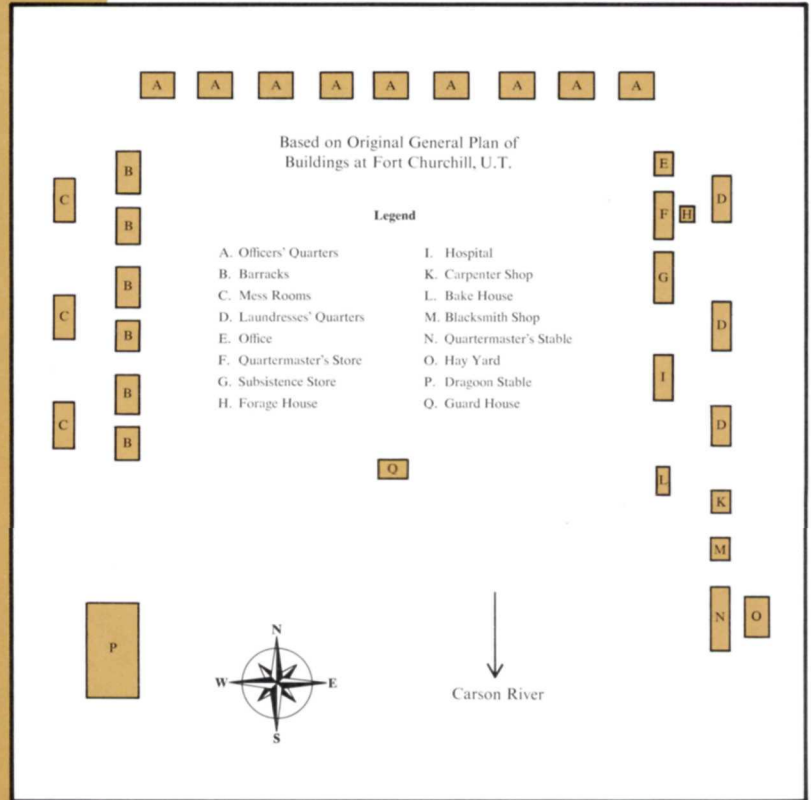 A A A A A A A A A
Based on Original General Plan of
Buildings at Fort Churchill, U.T.
Legend
A. Officers' Quarters
B. Barracks
C. Mess Rooms
D. Laundresses' Quarters
E. Office
F. Quartermaster's Store
G. Subsistence Store
H. Forage House
I. Hospital
K. Carpenter Shop
L. Bake House
M. Blacksmith Shop
N. Quartermaster's Stable
O. Hay Yard
P. Dragoon Stable
Q. Guard House
B
C
B
B
C
B
B
C
B
E
F H D
G
D
I
D
L
K
M
N O
Q
P
N
W E
S
Carson River